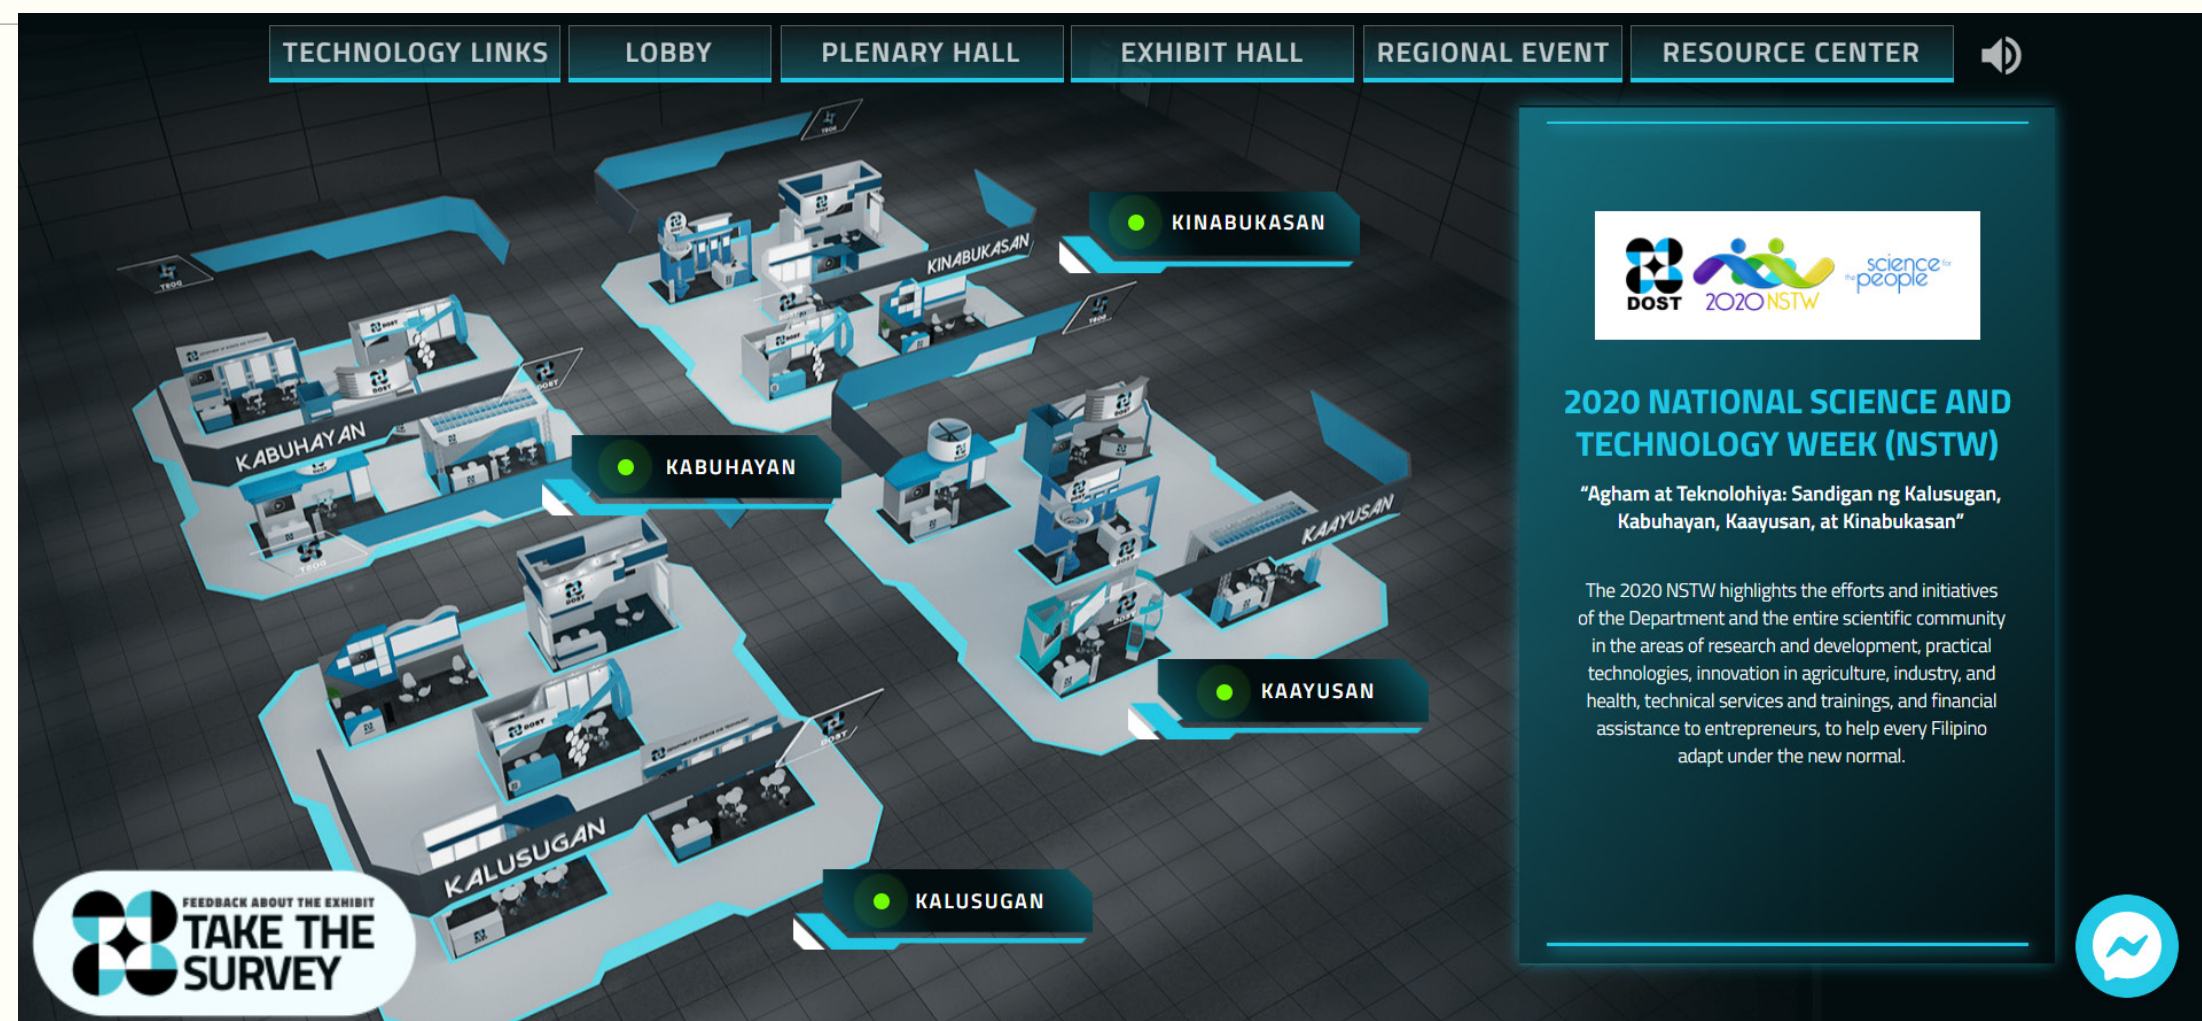 TECHNOLOGY LINKS
LOBBY
PLENARY HALL
EXHIBIT HALL
REGIONAL EVENT
RESOURCE CENTER
KINABUKASAN
KINABUKASAN
KABUHAYAN
KABUHAYAN
KAAYUSAN
KAAYUSAN
KALUSUGAN
KALUSUGAN
DOST
2020 NSTW
science for
the people
2020 NATIONAL SCIENCE AND
TECHNOLOGY WEEK (NSTW)
“Agham at Teknolohiya: Sandigan ng Kalusugan,
Kabuhayan, Kaayusan, at Kinabukasan”
The 2020 NSTW highlights the efforts and initiatives
of the Department and the entire scientific community
in the areas of research and development, practical
technologies, innovation in agriculture, industry, and
health, technical services and trainings, and financial
assistance to entrepreneurs, to help every Filipino
adapt under the new normal.
FEEDBACK ABOUT THE EXHIBIT
TAKE THE
SURVEY